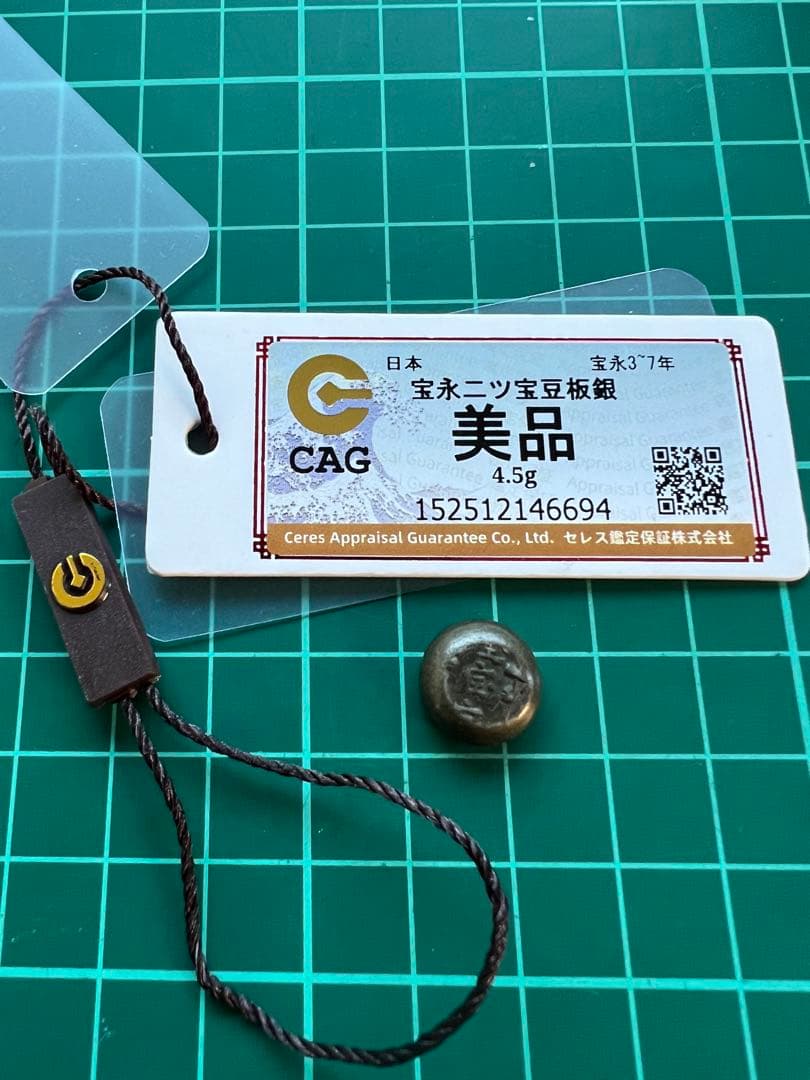 日本 宝永3~7年
宝永二ツ宝豆板銀
美品
CAG
4.5g
152512146694
Ceres Appraisal Guarantee Co., Ltd. セレス鑑定保証株式会社